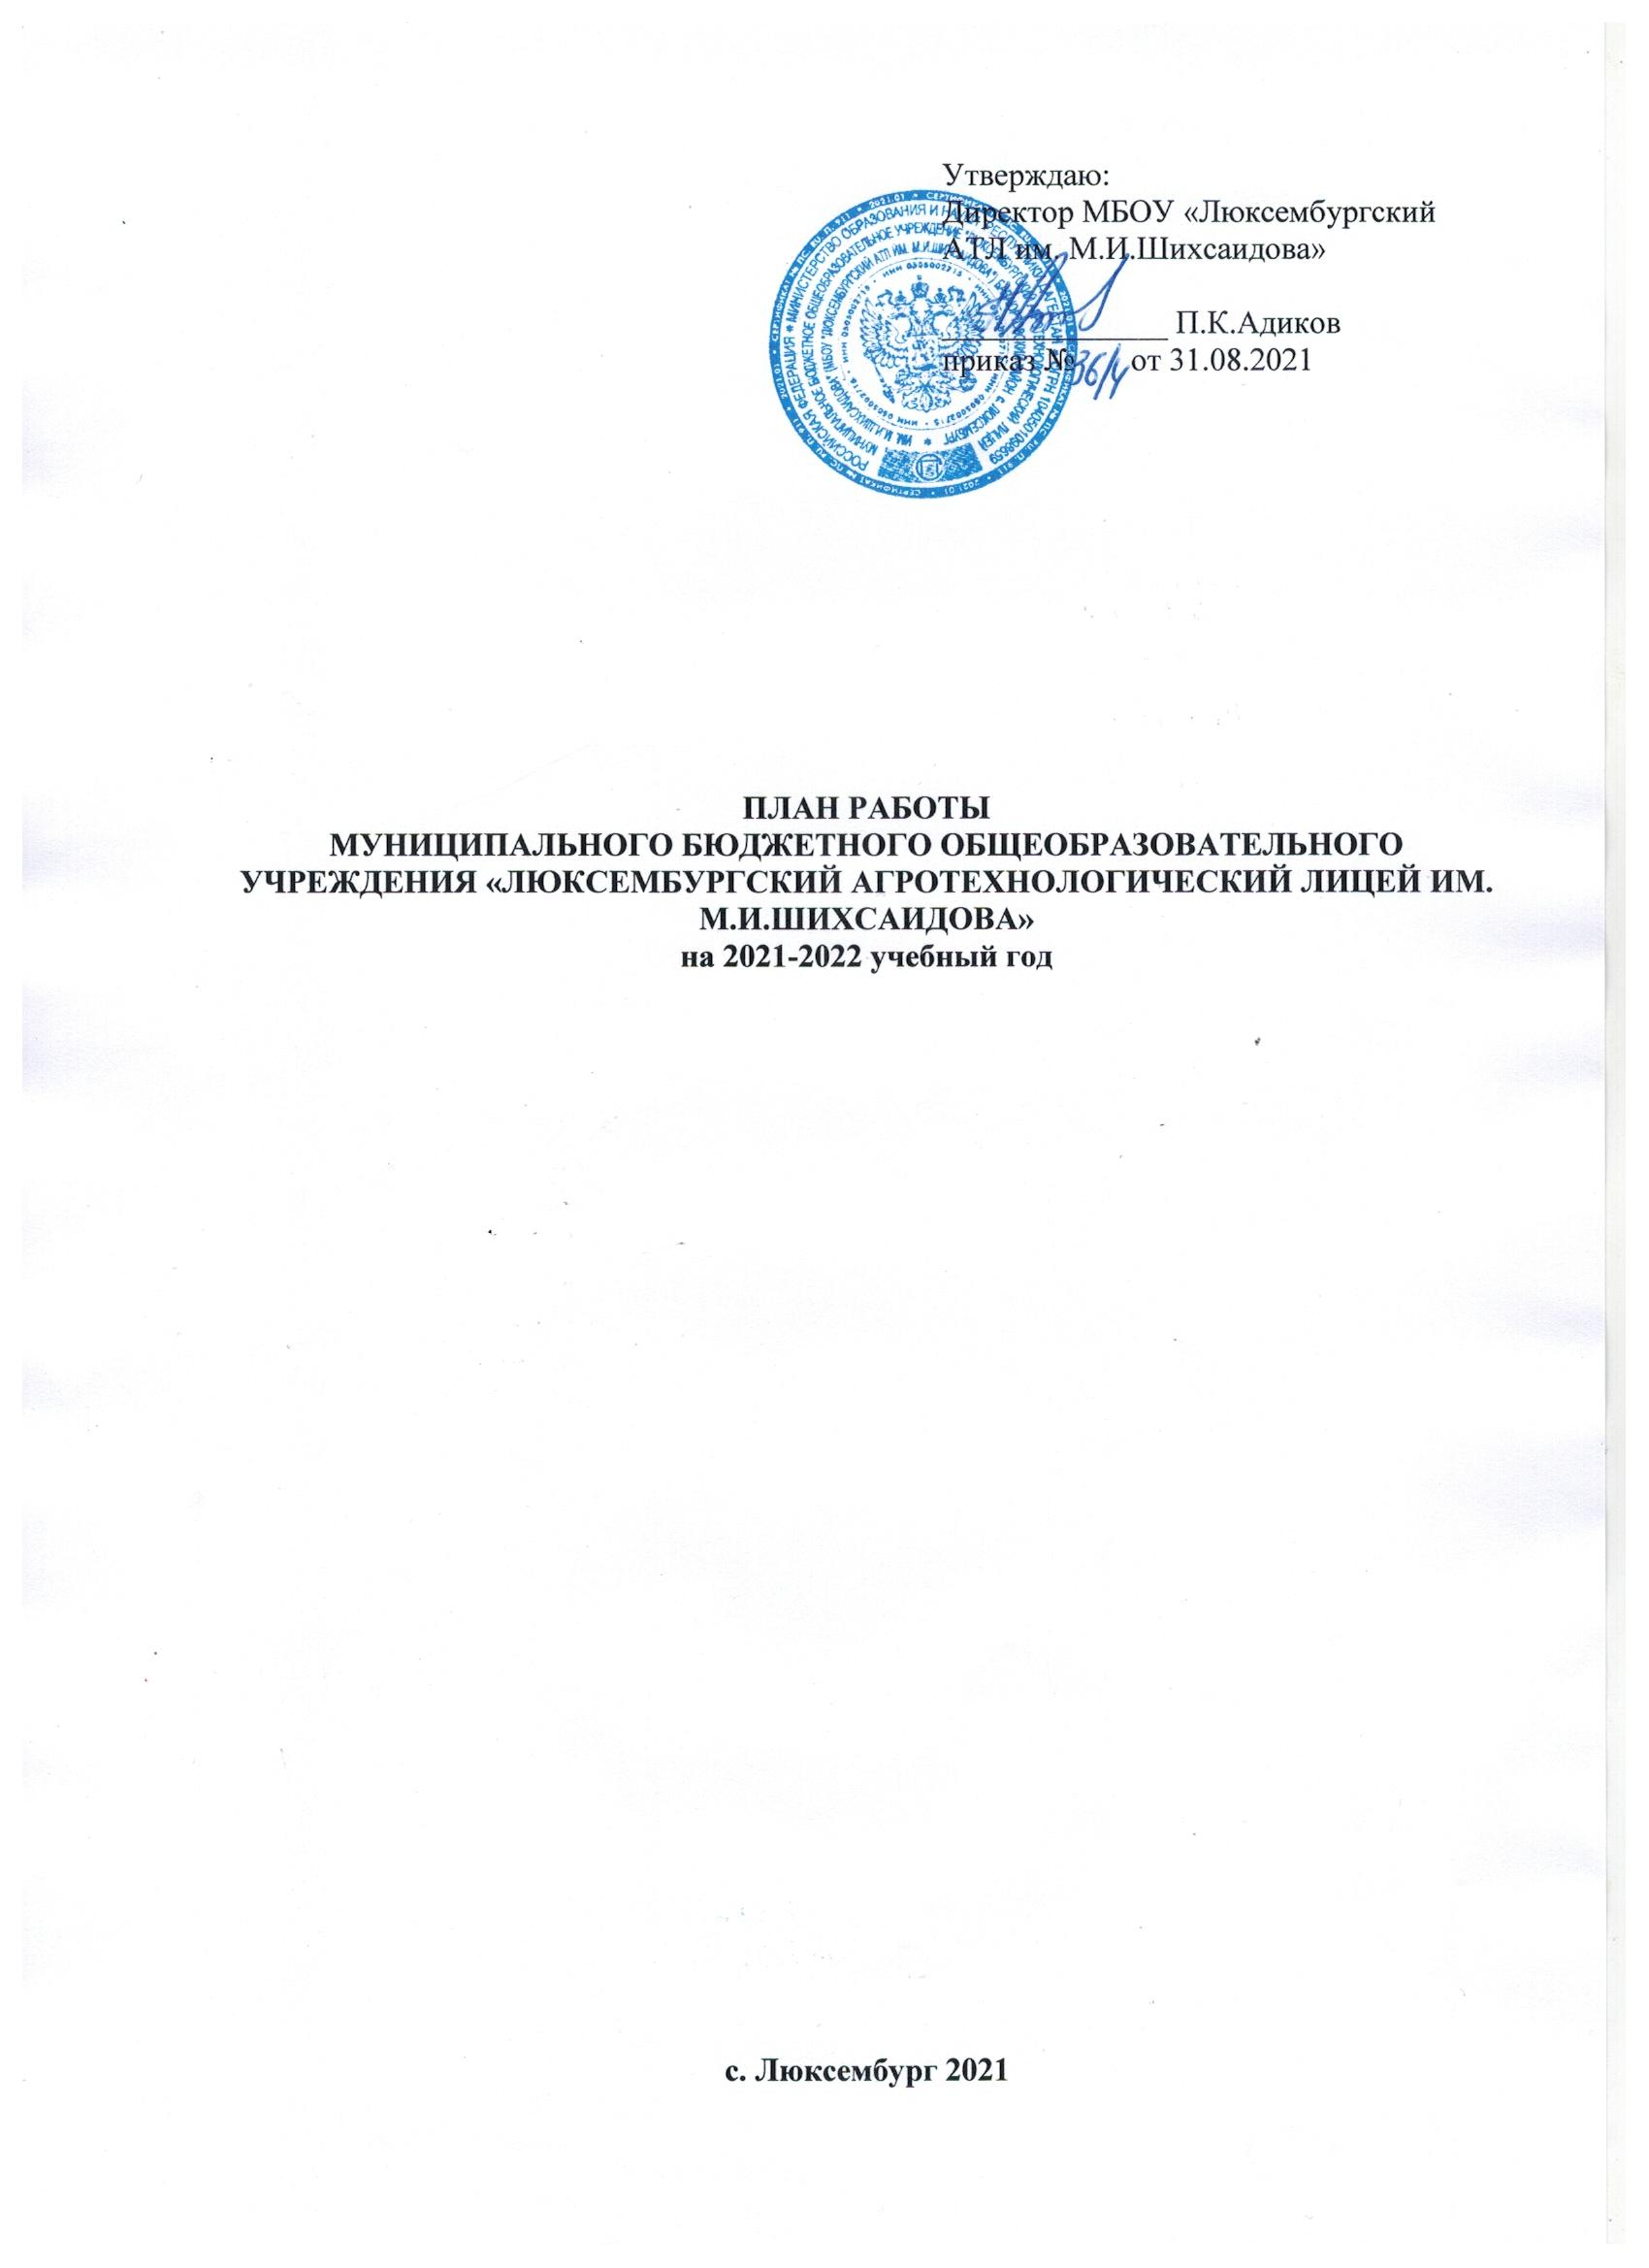 Утверждаю:
Директор МБОУ «Люксембургский
АТЛ им. М.И.Шихсаидова»
_______________ П.К.Адиков
приказ № 36/4 от 31.08.2021
ПЛАН РАБОТЫ
МУНИЦИПАЛЬНОГО БЮДЖЕТНОГО ОБЩЕОБРАЗОВАТЕЛЬНОГО
УЧРЕЖДЕНИЯ «ЛЮКСЕМБУРГСКИЙ АГРОТЕХНОЛОГИЧЕСКИЙ ЛИЦЕЙ ИМ.
М.И.ШИХСАИДОВА»
на 2021-2022 учебный год
с. Люксембург 2021